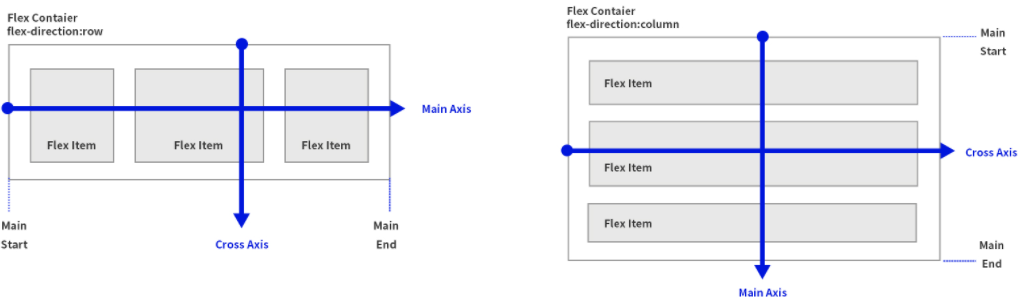 Flex Contaier
flex-direction:row
Flex Item
Flex Item
Flex Item
Main Axis
Main
Start
Main
End
Cross Axis
Flex Contaier
flex-direction:column
Main
Start
Flex Item
Flex Item
Cross Axis
Flex Item
Main
End
Main Axis